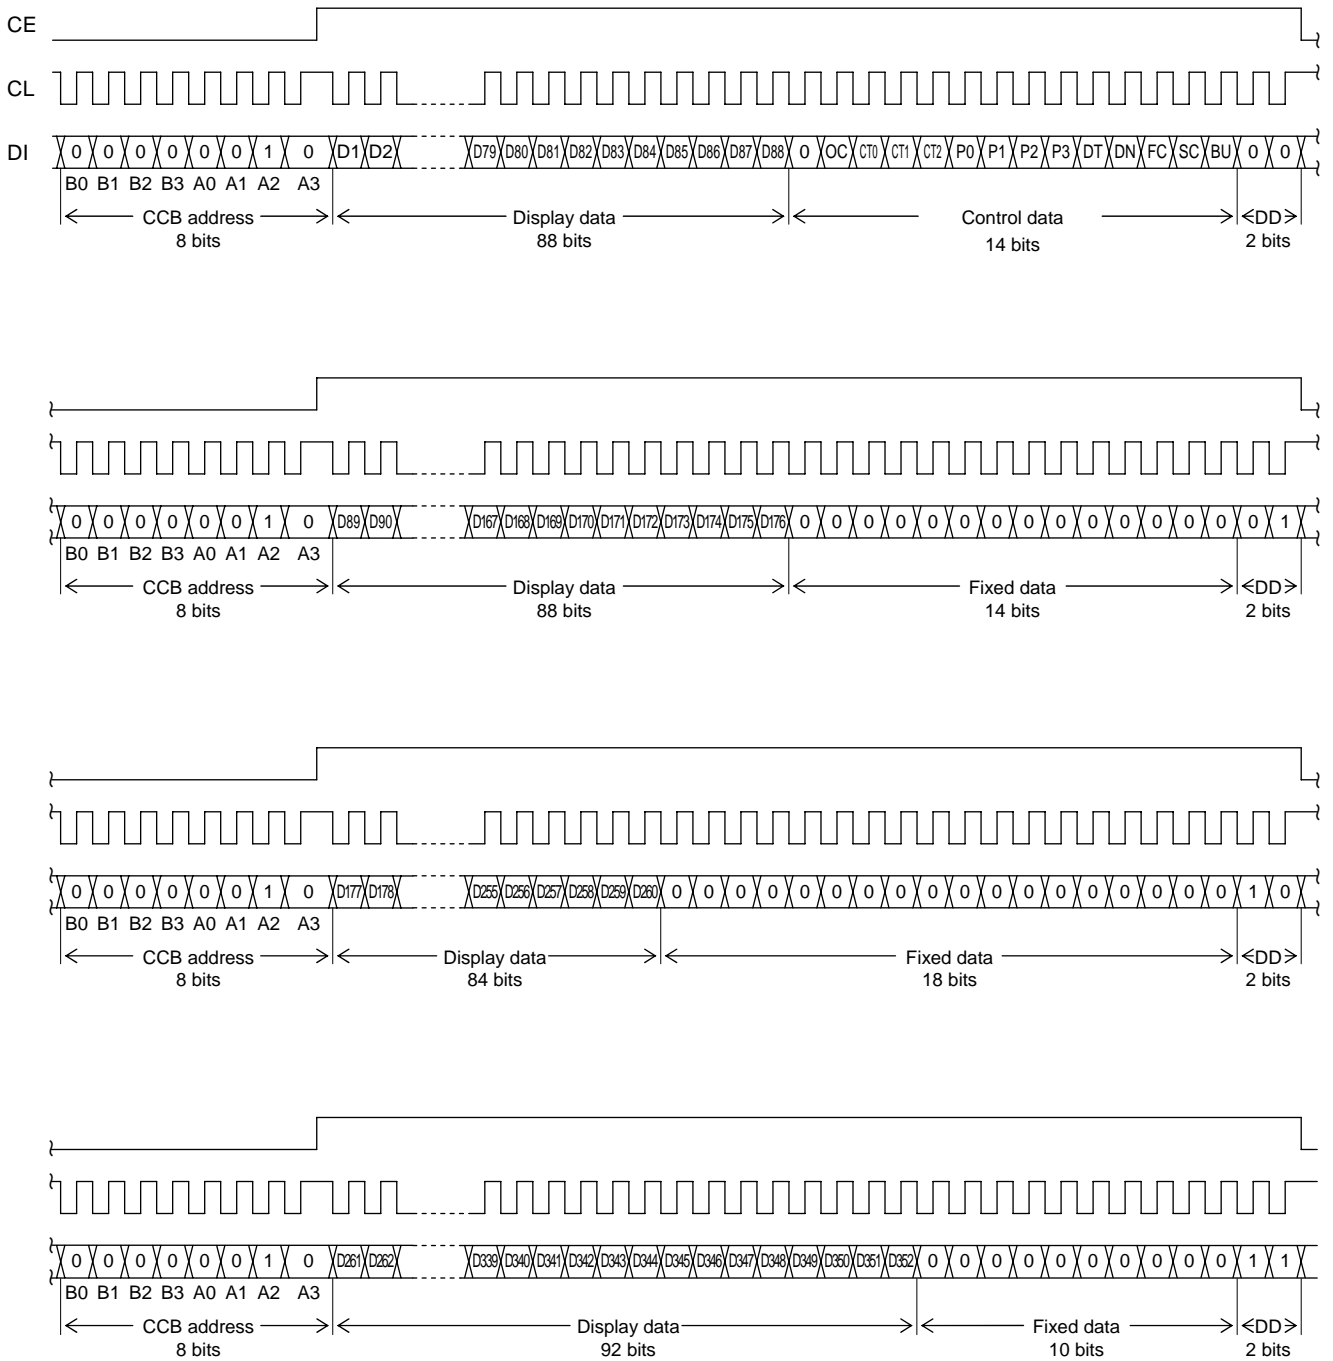 CE
CL
DI 0 0 0 0 0 0 1 0 D1 D2 D79 D80 D81 D82 D83 D84 D85 D86 D87 D88 0 OC CT0 CT1 CT2 P0 P1 P2 P3 DT DN FC SC BU 0 0
B0 B1 B2 B3 A0 A1 A2 A3
CCB address Display data Control data DD
8 bits 88 bits 14 bits 2 bits
0 0 0 0 0 0 1 0 D89 D90 D167 D168 D169 D170 D171 D172 D173 D174 D175 D176 0 0 0 0 0 0 0 0 0 0 0 0 0 0 0 1
B0 B1 B2 B3 A0 A1 A2 A3
CCB address Display data Fixed data DD
8 bits 88 bits 14 bits 2 bits
0 0 0 0 0 0 1 0 D177 D178 D255 D256 D257 D258 D259 D260 0 0 0 0 0 0 0 0 0 0 0 0 0 0 0 0 0 0 1 0
B0 B1 B2 B3 A0 A1 A2 A3
CCB address Display data Fixed data DD
8 bits 84 bits 18 bits 2 bits
0 0 0 0 0 0 1 0 D261 D262 D339 D340 D341 D342 D343 D344 D345 D346 D347 D348 D349 D350 D351 D352 0 0 0 0 0 0 0 0 0 0 1 1
B0 B1 B2 B3 A0 A1 A2 A3
CCB address Display data Fixed data DD
8 bits 92 bits 10 bits 2 bits